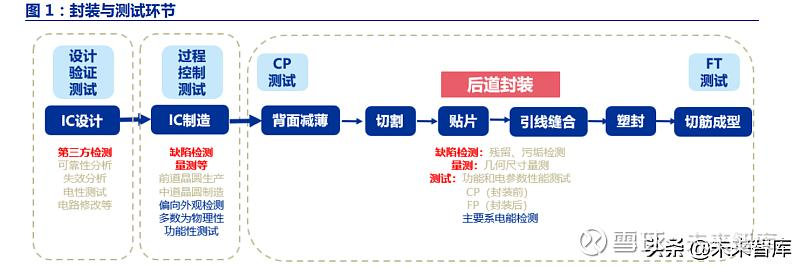 图 1：封装与测试环节
设计
验证
测试
过程
控制
测试
CP
测试
后道封装
FT
测试
IC设计
IC制造
背面减薄
切割
贴片
引线缝合
塑封
切筋成型
第三方检测
可靠性分析
失效分析
电性测试
电路修改等
缺陷检测
量测等
前道晶圆生产
中道晶圆制造
偏向外观检测
多数为物理性
功能性测试
缺陷检测：残留、污垢检测
量测：几何尺寸量测
测试：功能和电参数性能测试
CP（封装前）
FP（封装后）
主要系电能检测
雪球：未来智库
头条 @未来智库